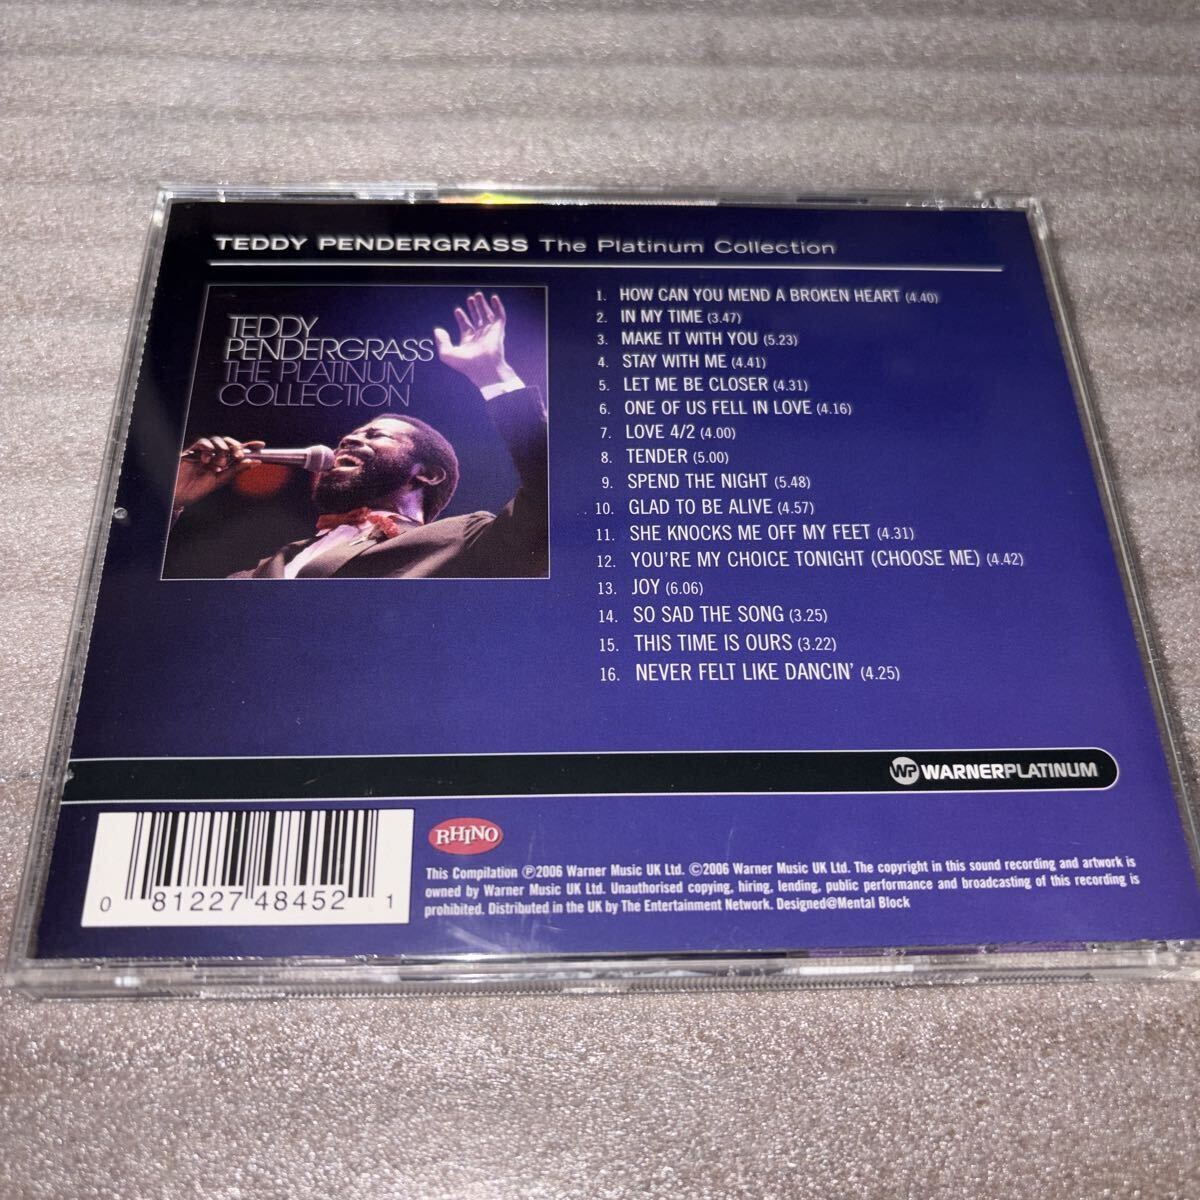 TEDDY PENDERGRASS The Platinum Collection
TEDDY
PENDERGRASS
THE PLATINUM
COLLECTION
1. HOW CAN YOU MEND A BROKEN HEART (4.40)
2. IN MY TIME (3.47)
3. MAKE IT WITH YOU (5.23)
4. STAY WITH ME (4.41)
5. LET ME BE CLOSER (4.31)
6. ONE OF US FELL IN LOVE (4.16)
7. LOVE 4/2 (4.00)
8. TENDER (5.00)
9. SPEND THE NIGHT (5.48)
10. GLAD TO BE ALIVE (4.57)
11. SHE KNOCKS ME OFF MY FEET (4.31)
12. YOU'RE MY CHOICE TONIGHT (CHOOSE ME) (4.42)
13. JOY (6.06)
14. SO SAD THE SONG (3.25)
15. THIS TIME IS OURS (3.22)
16. NEVER FELT LIKE DANCIN' (4.25)
WP WARNERPLATINUM
RHINO
This Compilation ℗2006 Warner Music UK Ltd. ©2006 Warner Music UK Ltd. The copyright in this sound recording and artwork is
owned by Warner Music UK Ltd. Unauthorised copying, hiring, lending, public performance and broadcasting of this recording is
prohibited. Distributed in the UK by The Entertainment Network. Designed@Mental Block
0 81227 48452 1